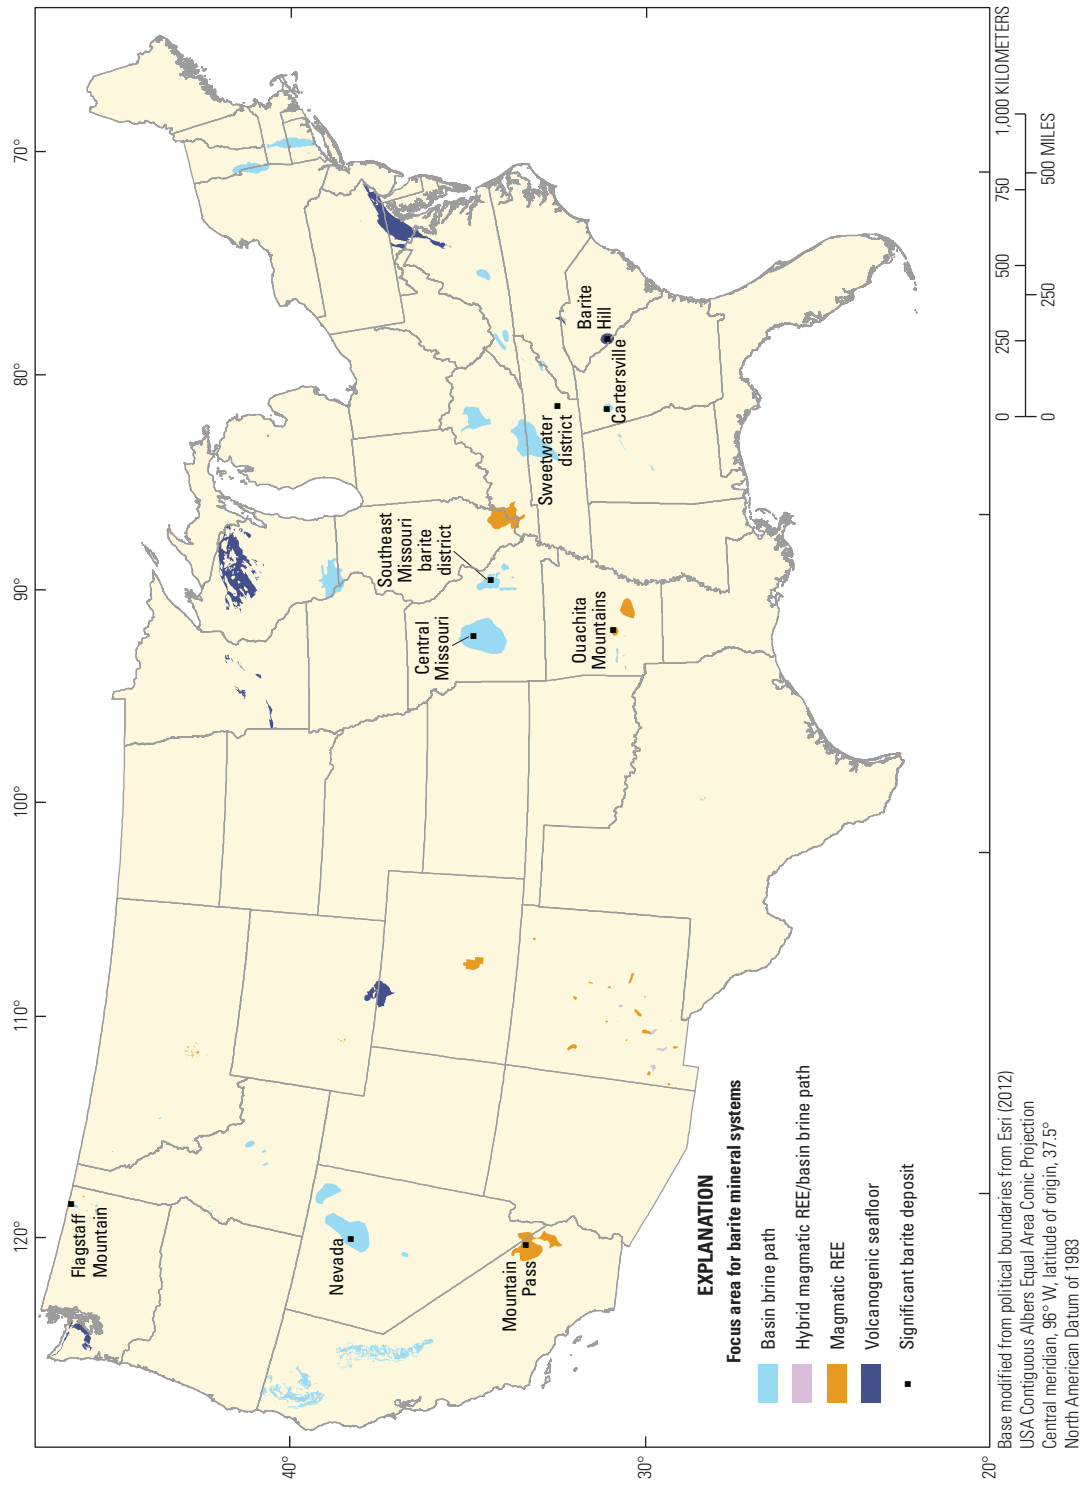 70°
80°
90°
100°
110°
120°
40°
30°
20°
Flagstaff
Mountain
Nevada
Mountain
Pass
Central
Missouri
Southeast
Missouri
barite
district
Ouachita
Mountains
Sweetwater
district
Cartersville
Barite
Hill
EXPLANATION
Focus area for barite mineral systems
Basin brine path
Hybrid magmatic REE/basin brine path
Magmatic REE
Volcanogenic seafloor
Significant barite deposit
Base modified from political boundaries from Esri (2012)
USA Contiguous Albers Equal Area Conic Projection
Central meridian, 96° W, latitude of origin, 37.5°
North American Datum of 1983
0 250 500 750 1,000 KILOMETERS
0 250 500 MILES